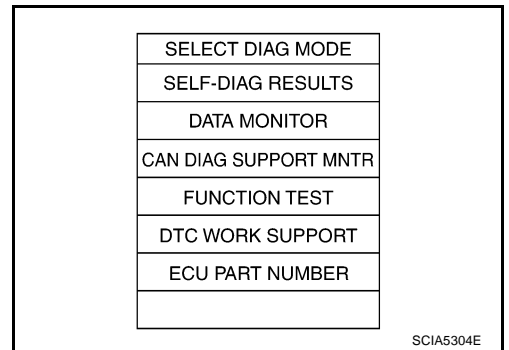 SELECT DIAG MODE
SELF-DIAG RESULTS
DATA MONITOR
CAN DIAG SUPPORT MNTR
FUNCTION TEST
DTC WORK SUPPORT
ECU PART NUMBER
SCIA5304E